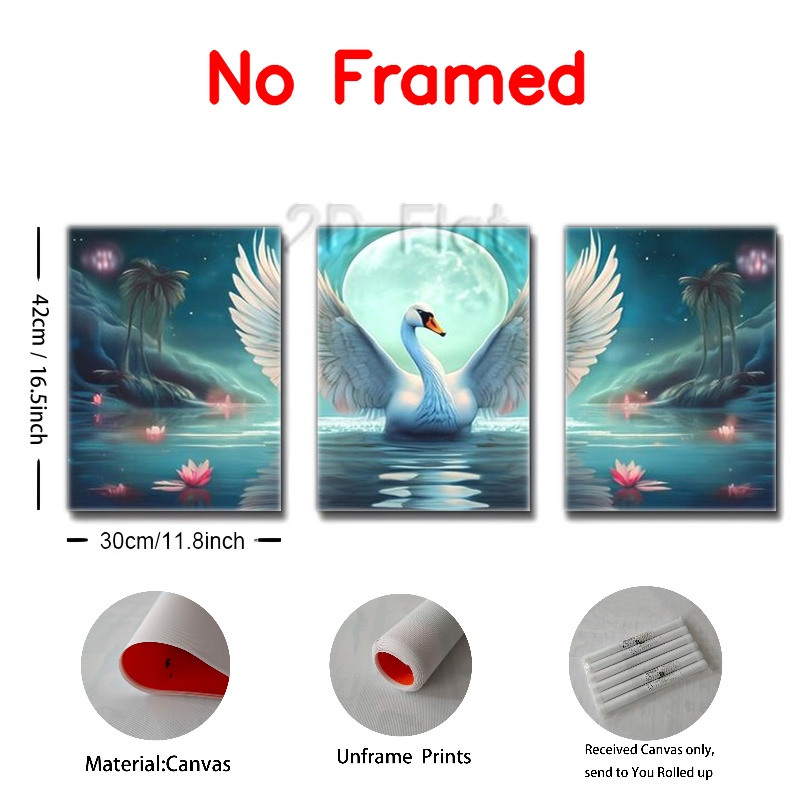 No Framed
2D Flat
42cm / 16.5inch
30cm/11.8inch
Material:Canvas
Unframe Prints
Received Canvas only,
send to You Rolled up